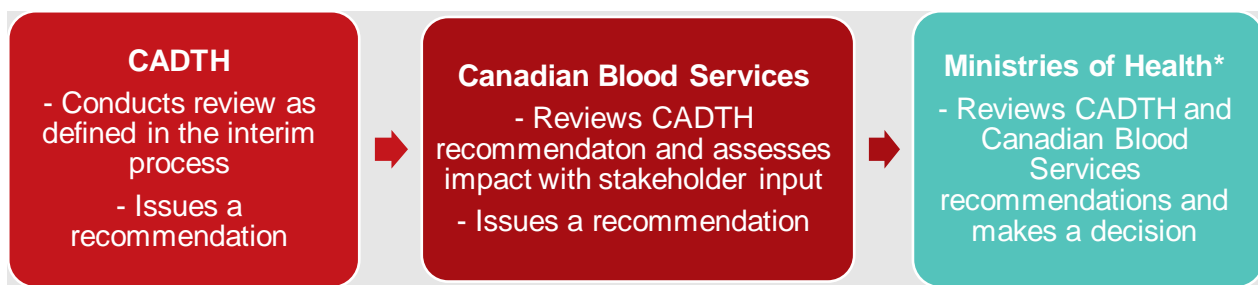 CADTH
- Conducts review as
defined in the interim
process
- Issues a
recommendation
Canadian Blood Services
- Reviews CADTH
recommendaton and assesses
impact with stakeholder input
- Issues a recommendation
Ministries of Health*
- Reviews CADTH and
Canadian Blood
Services
recommendations and
makes a decision